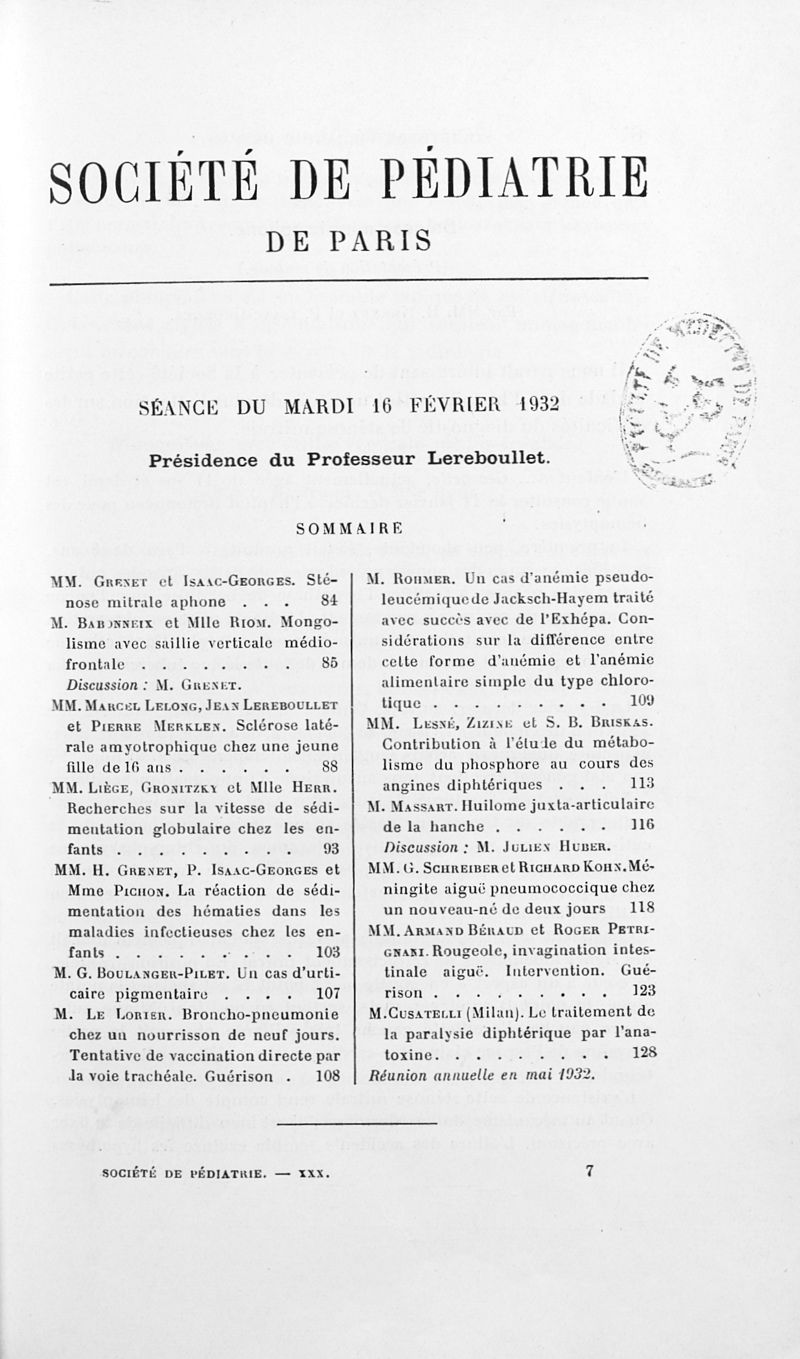 SOCIÉTÉ DE PÉDIATRIE
DE PARIS
SÉANCE DU MARDI 16 FÉVRIER 1932
Présidence du Professeur Lereboullet.
SOMMAIRE
MM. GRENET et ISAAC-GEORGES. Sté-
nose mitrale aphone . . . 84
M. BABONNEIX et Mlle RIOM. Mongo-
lisme avec saillie verticale médio-
frontale . . . . . . . . 85
Discussion : M. GRENET.
MM. MARCEL LELONG, JEAN LEREBOULLET
et PIERRE MERKLEN. Sclérose laté-
rale amyotrophique chez une jeune
fille de 16 ans . . . . . . 88
MM. LIÈGE, GROSNITZKY et Mlle HERR.
Recherches sur la vitesse de sédi-
mentation globulaire chez les en-
fants . . . . . . . . . 93
MM. H. GRENET, P. ISAAC-GEORGES et
Mme PICHON. La réaction de sédi-
mentation des hématies dans les
maladies infectieuses chez les en-
fants . . . . . . . . . 103
M. G. BOULANGER-PILET. Un cas d'urti-
caire pigmentaire . . . . 107
M. LE LORIER. Broncho-pneumonie
chez un nourrisson de neuf jours.
Tentative de vaccination directe par
la voie trachéale. Guérison . 108
M. ROHMER. Un cas d'anémie pseudo-
leucémique de Jacksch-Hayem traité
avec succès avec de l'Exhépa. Con-
sidérations sur la différence entre
cette forme d'anémie et l'anémie
alimentaire simple du type chloro-
tique . . . . . . . . . 109
MM. LESNÉ, ZIZINE et S. B. BRISKAS.
Contribution à l'étude du métabo-
lisme du phosphore au cours des
angines diphtériques . . . 113
M. MASSART. Huilome juxta-articulaire
de la hanche . . . . . . 116
Discussion : M. JULIEN HUBER.
MM. G. SCHREIBER et RICHARD KOHN. Mé-
ningite aiguë pneumococcique chez
un nouveau-né de deux jours 118
MM. ARMAND BÉRAUD et ROGER PETRI-
GNANI. Rougeole, invagination intes-
tinale aiguë. Intervention. Gué-
rison . . . . . . . . . 123
M. CUSATELLI (Milan). Le traitement de
la paralysie diphtérique par l'ana-
toxine. . . . . . . . . 128
Réunion annuelle en mai 1932.
SOCIÉTÉ DE PÉDIATRIE. — XXX. 7